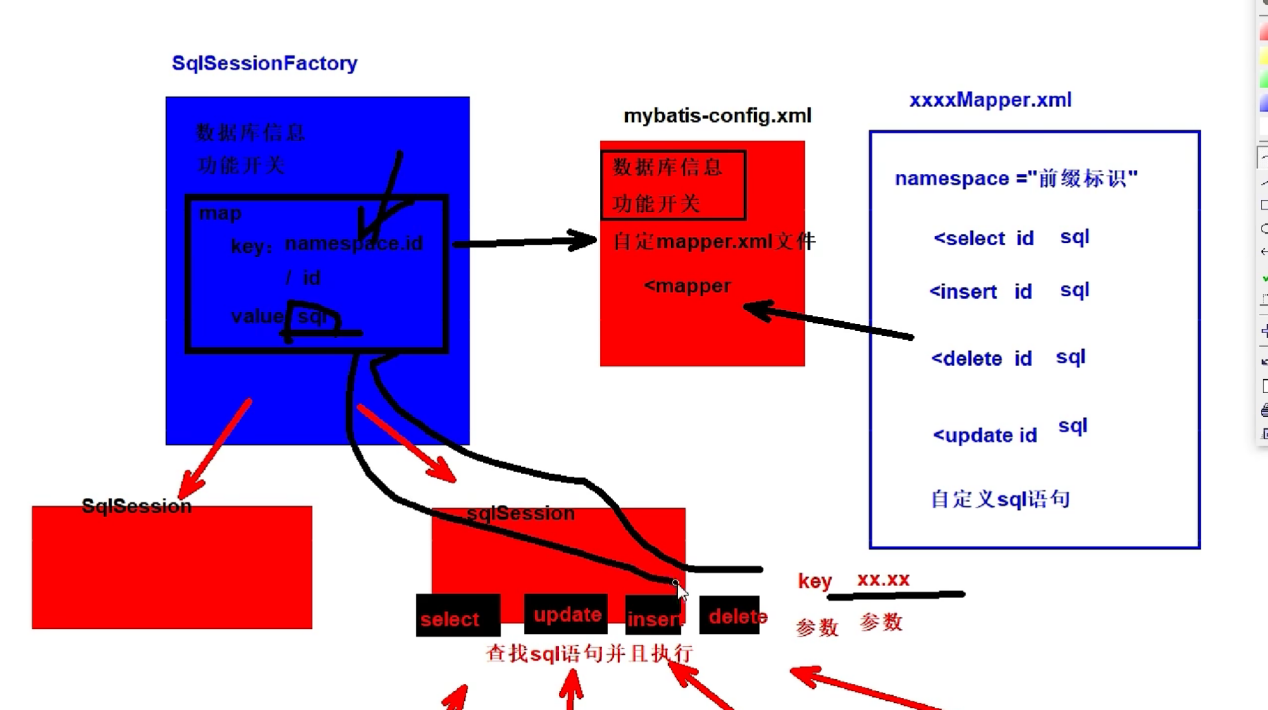 SqlSessionFactory
数据库信息
功能开关
map
key：namespace.id
/ id
value sql
mybatis-config.xml
数据库信息
功能开关
自定mapper.xml文件
<mapper
xxxxMapper.xml
namespace ="前缀标识"
<select id sql
<insert id sql
<delete id sql
<update id sql
自定义sql语句
SqlSession
sqlSession
select update insert delete
查找sql语句并且执行
key xx.xx
参数 参数